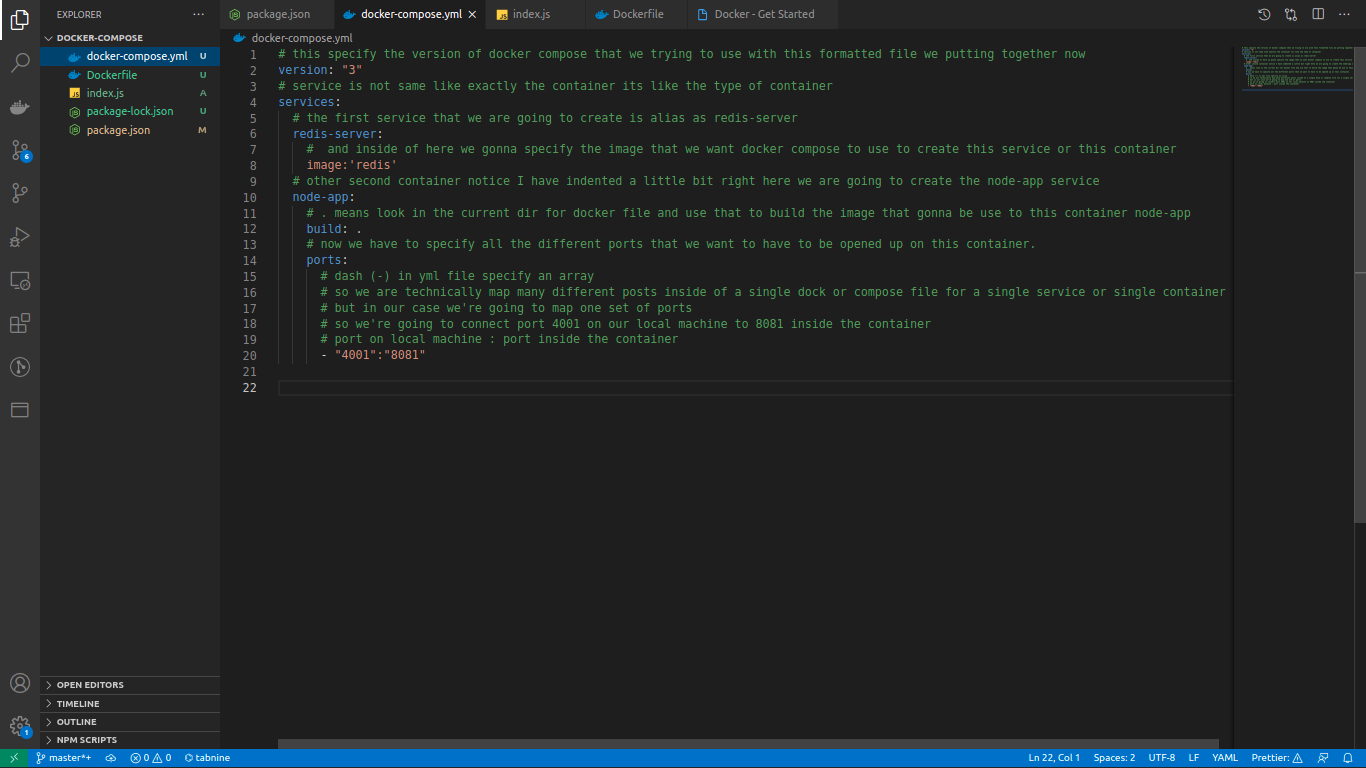 EXPLORER
package.json
docker-compose.yml
index.js
Dockerfile
Docker - Get Started
DOCKER-COMPOSE
docker-compose.yml U
Dockerfile U
index.js A
package-lock.json U
package.json M
docker-compose.yml
1 # this specify the version of docker compose that we trying to use with this formatted file we putting together now
2 version: "3"
3 # service is not same like exactly the container its like the type of container
4 services:
5 # the first service that we are going to create is alias as redis-server
6 redis-server:
7 #  and inside of here we gonna specify the image that we want docker compose to use to create this service or this container
8 image:'redis'
9 # other second container notice I have indented a little bit right here we are going to create the node-app service
10 node-app:
11 # . means look in the current dir for docker file and use that to build the image that gonna be use to this container node-app
12 build: .
13 # now we have to specify all the different ports that we want to have to be opened up on this container.
14 ports:
15 # dash (-) in yml file specify an array
16 # so we are technically map many different posts inside of a single dock or compose file for a single service or single container
17 # but in our case we're going to map one set of ports
18 # so we're going to connect port 4001 on our local machine to 8081 inside the container
19 # port on local machine : port inside the container
20 - "4001":"8081"
21
22
6
OPEN EDITORS
TIMELINE
OUTLINE
NPM SCRIPTS
1
master*+
0 0
tabnine
Ln 22, Col 1
Spaces: 2
UTF-8
LF
YAML
Prettier: